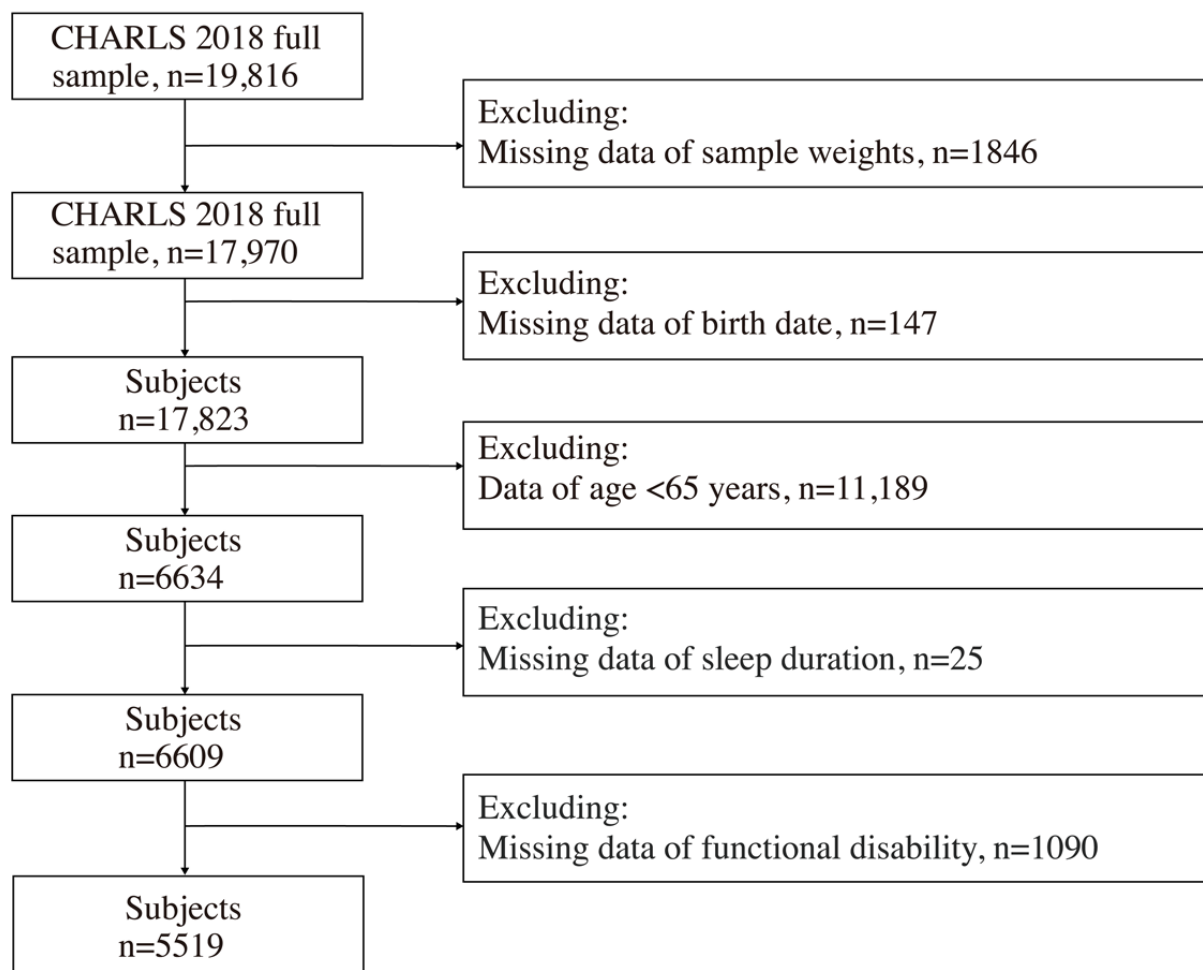 CHARLS 2018 full
sample, n=19,816
Excluding:
Missing data of sample weights, n=1846
CHARLS 2018 full
sample, n=17,970
Excluding:
Missing data of birth date, n=147
Subjects
n=17,823
Excluding:
Data of age <65 years, n=11,189
Subjects
n=6634
Excluding:
Missing data of sleep duration, n=25
Subjects
n=6609
Excluding:
Missing data of functional disability, n=1090
Subjects
n=5519